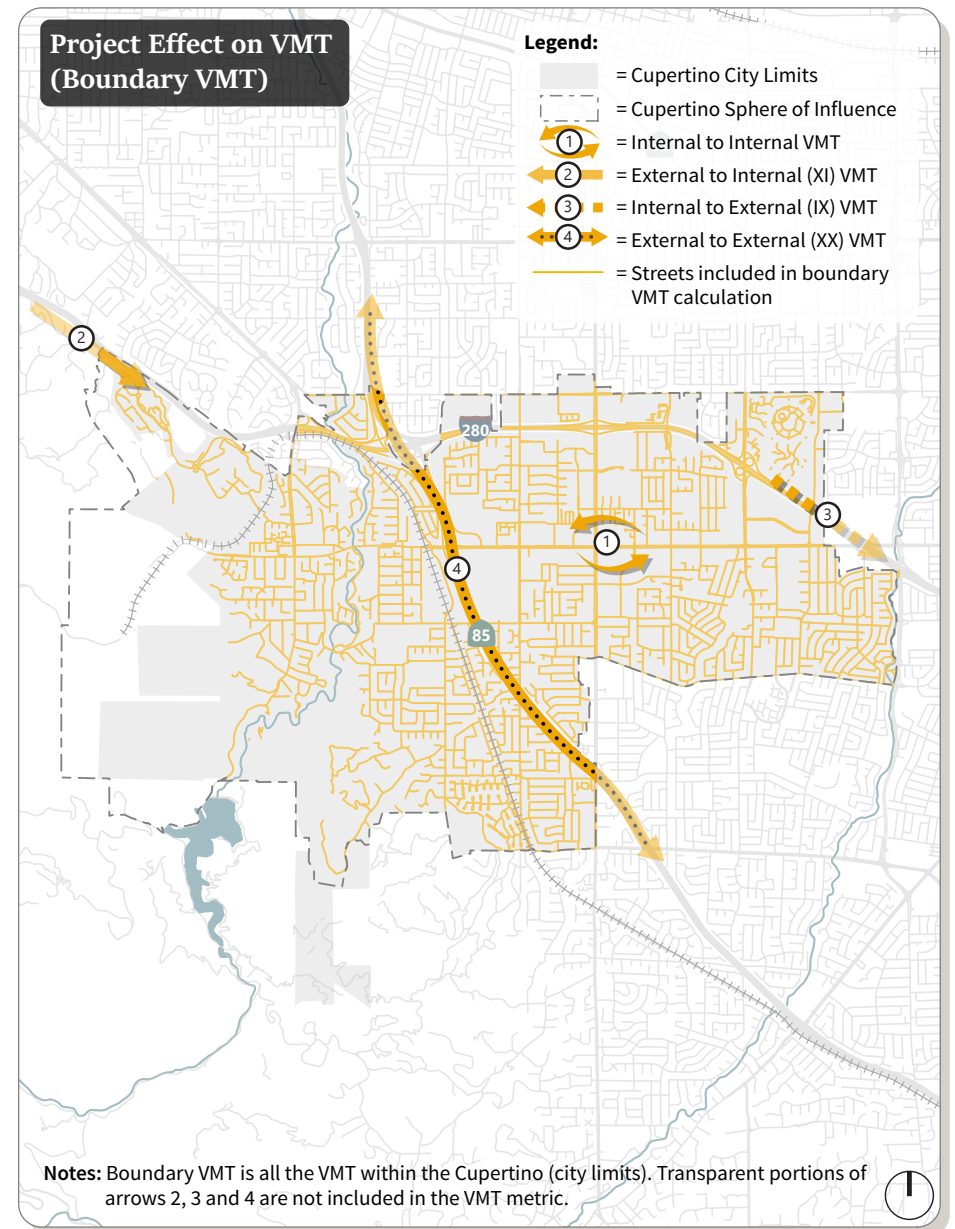 Project Effect on VMT
(Boundary VMT)
Legend:
= Cupertino City Limits
= Cupertino Sphere of Influence
1 = Internal to Internal VMT
2 = External to Internal (XI) VMT
3 = Internal to External (IX) VMT
4 = External to External (XX) VMT
= Streets included in boundary
VMT calculation
2
280
3
1
4
85
Notes: Boundary VMT is all the VMT within the Cupertino (city limits). Transparent portions of
arrows 2, 3 and 4 are not included in the VMT metric.